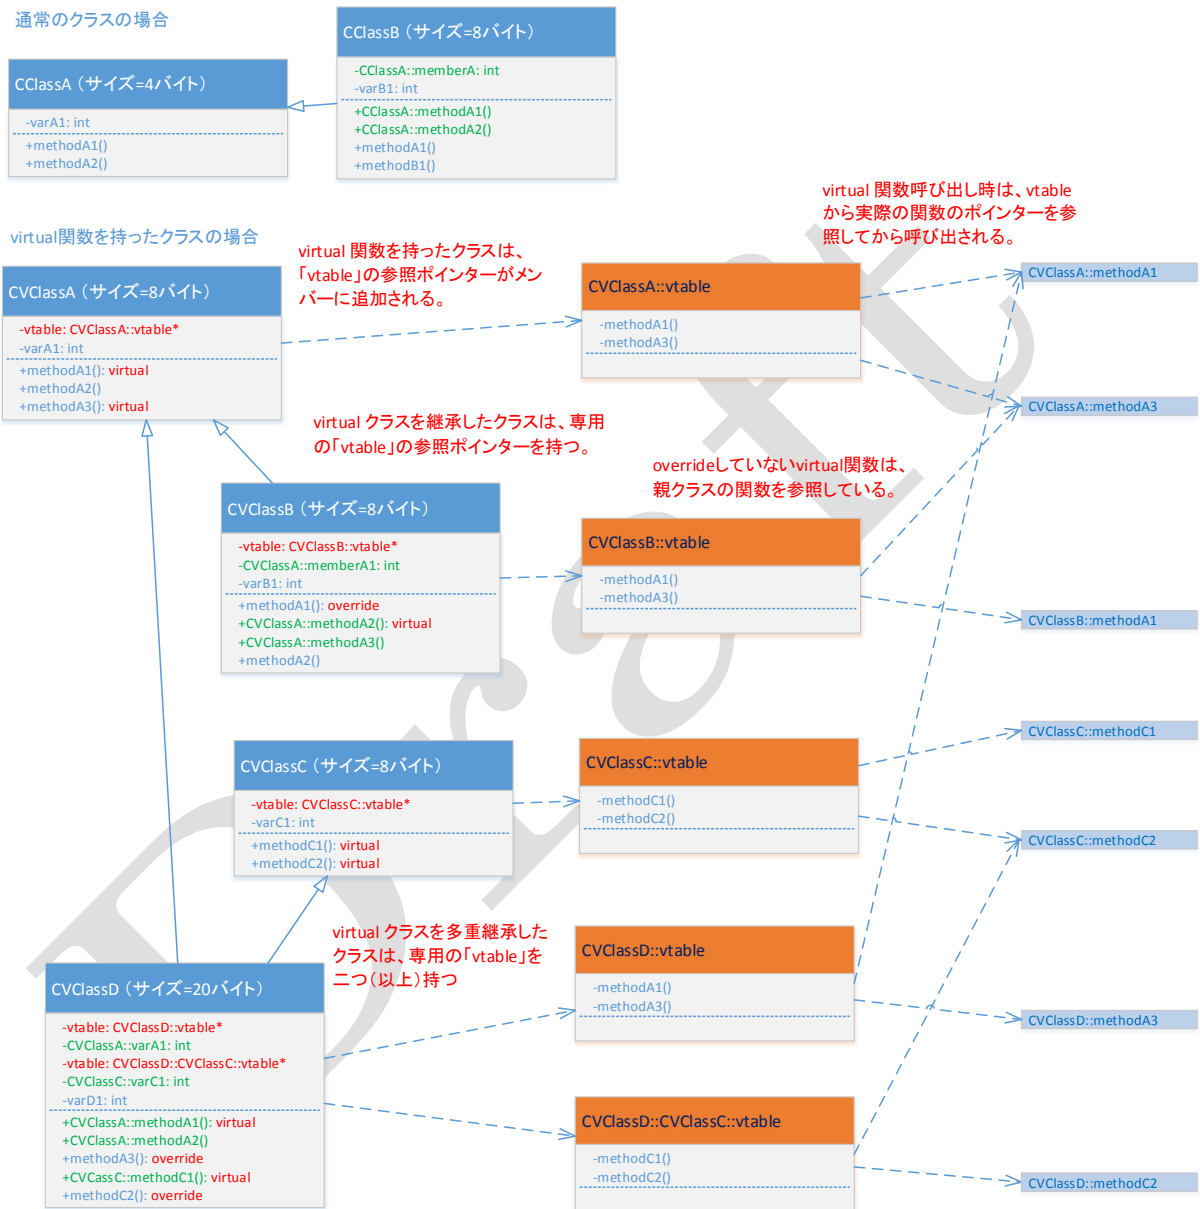 通常のクラスの場合
CClassA （サイズ=4バイト）
-varA1: int
+methodA1()
+methodA2()
CClassB （サイズ=8バイト）
-CClassA::memberA: int
-varB1: int
+CClassA::methodA1()
+CClassA::methodA2()
+methodA1()
+methodB1()
virtual関数を持ったクラスの場合
CVClassA （サイズ=8バイト）
-vtable: CVClassA::vtable*
-varA1: int
+methodA1(): virtual
+methodA2()
+methodA3(): virtual
virtual 関数を持ったクラスは、
「vtable」の参照ポインターがメン
バーに追加される。
CVClassA::vtable
-methodA1()
-methodA3()
virtual 関数呼び出し時は、vtable
から実際の関数のポインターを参
照してから呼び出される。
CVClassA::methodA1
CVClassA::methodA3
virtual クラスを継承したクラスは、専用
の「vtable」の参照ポインターを持つ。
overrideしていないvirtual関数は、
親クラスの関数を参照している。
CVClassB （サイズ=8バイト）
-vtable: CVClassB::vtable*
-CVClassA::memberA1: int
-varB1: int
+methodA1(): override
+CVClassA::methodA2(): virtual
+CVClassA::methodA3()
+methodA2()
CVClassB::vtable
-methodA1()
-methodA3()
CVClassB::methodA1
CVClassC （サイズ=8バイト）
-vtable: CVClassC::vtable*
-varC1: int
+methodC1(): virtual
+methodC2(): virtual
CVClassC::vtable
-methodC1()
-methodC2()
CVClassC::methodC1
CVClassC::methodC2
virtual クラスを多重継承した
クラスは、専用の「vtable」を
二つ（以上）持つ
CVClassD （サイズ=20バイト）
-vtable: CVClassD::vtable*
-CVClassA::varA1: int
-vtable: CVClassD::CVClassC::vtable*
-CVClassC::varC1: int
-varD1: int
+CVClassA::methodA1(): virtual
+CVClassA::methodA2()
+methodA3(): override
+CVCassC::methodC1(): virtual
+methodC2(): override
CVClassD::vtable
-methodA1()
-methodA3()
CVClassD::methodA3
CVClassD::CVClassC::vtable
-methodC1()
-methodC2()
CVClassD::methodC2
Draft